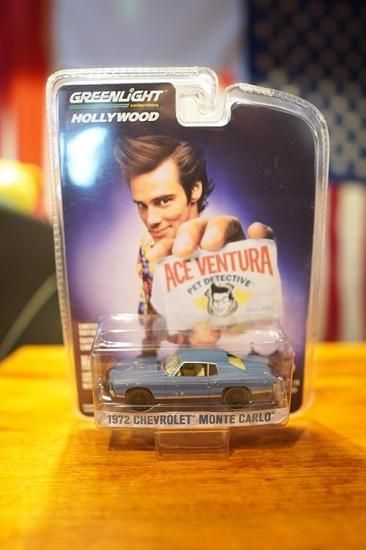 GREENLIGHT
collectibles
HOLLYWOOD
ACE VENTURA
PET DETECTIVE
1972 CHEVROLET MONTE CARLO